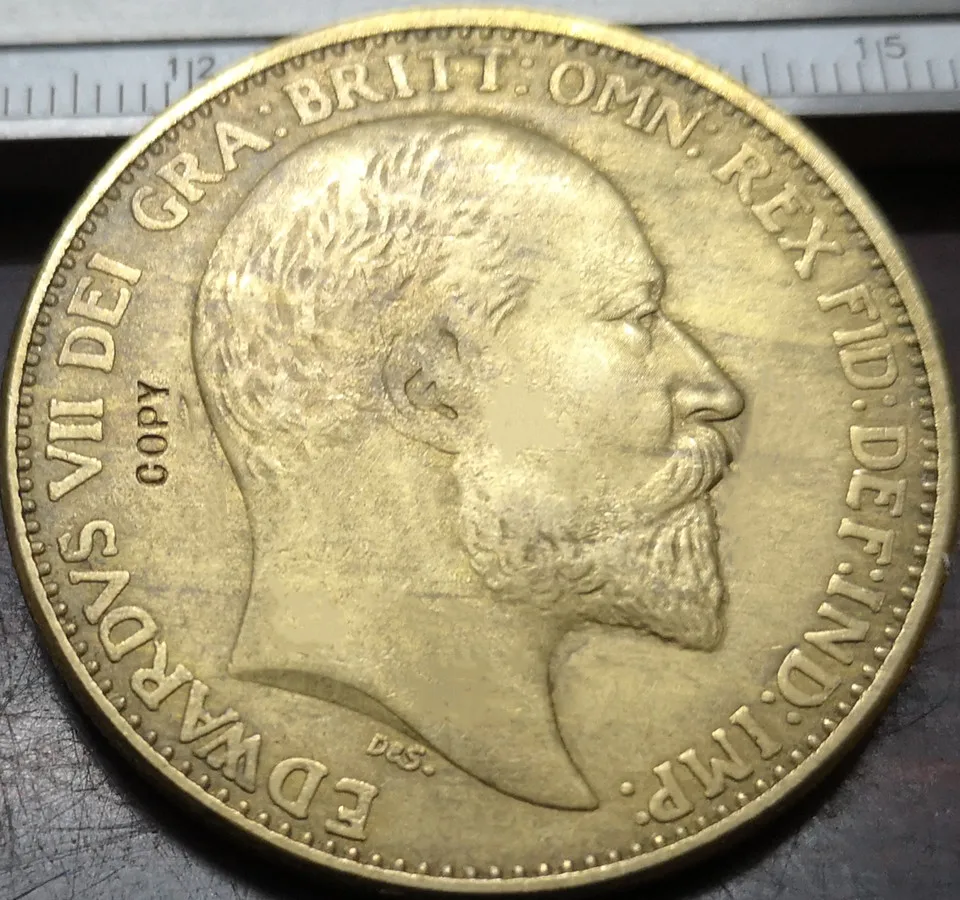 EDWARDVS VII DEI GRA: BRITT: OMN: REX FID: DEF: IND: IMP:
COPY
DeS.
12
15